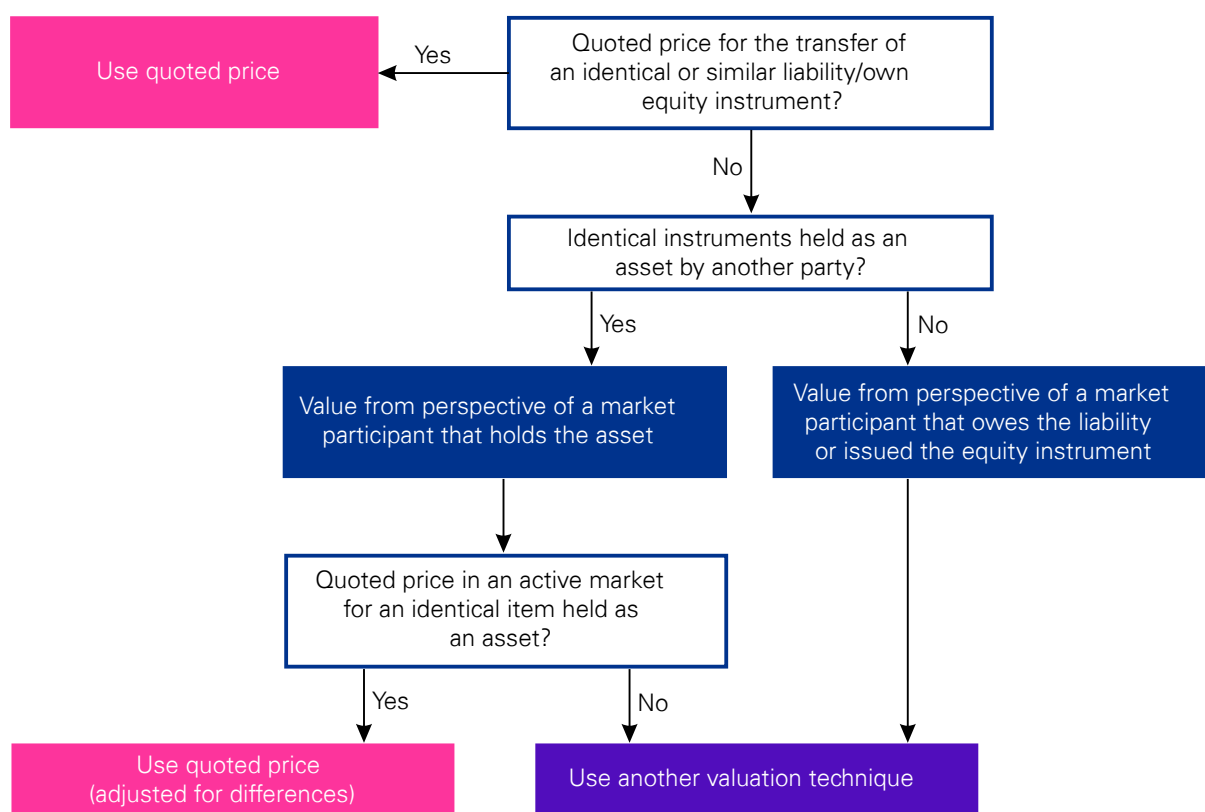 Use quoted price
Yes
Quoted price for the transfer of
an identical or similar liability/own
equity instrument?
No
Identical instruments held as an
asset by another party?
Yes
No
Value from perspective of a market
participant that holds the asset
Value from perspective of a market
participant that owes the liability
or issued the equity instrument
Quoted price in an active market
for an identical item held as
an asset?
Yes
No
Use quoted price
(adjusted for differences)
Use another valuation technique